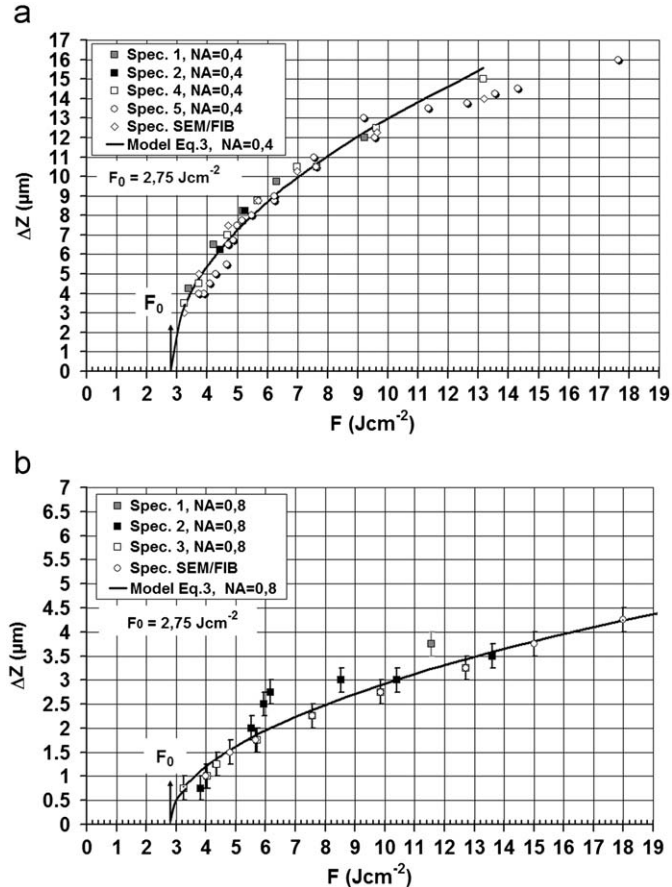 a
17
16
15
14
13
12
11
10
9
8
7
6
5
4
3
2
1
0
ΔZ (µm)
Spec. 1, NA=0,4
Spec. 2, NA=0,4
Spec. 4, NA=0,4
Spec. 5, NA=0,4
Spec. SEM/FIB
Model Eq.3, NA=0,4
F0 = 2,75 Jcm-2
F0
0 1 2 3 4 5 6 7 8 9 10 11 12 13 14 15 16 17 18 19
F (Jcm-2)
b
7
6.5
6
5.5
5
4.5
4
3.5
3
2.5
2
1.5
1
0.5
0
ΔZ (µm)
Spec. 1, NA=0,8
Spec. 2, NA=0,8
Spec. 3, NA=0,8
Spec. SEM/FIB
Model Eq.3, NA=0,8
F0 = 2,75 Jcm-2
F0
0 1 2 3 4 5 6 7 8 9 10 11 12 13 14 15 16 17 18 19
F (Jcm-2)